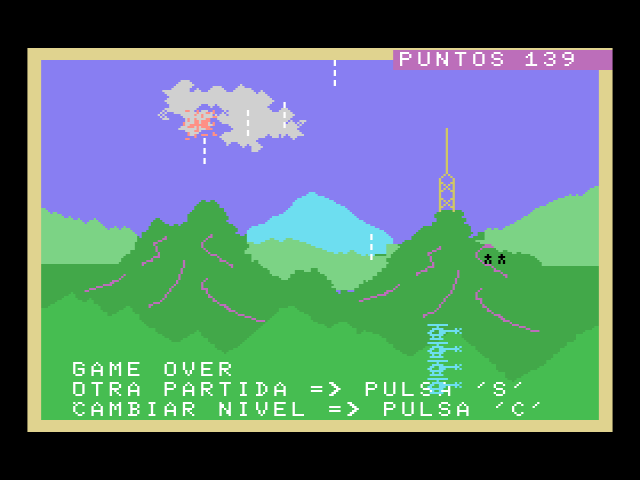 PUNTOS 139
GAME OVER
OTRA PARTIDA => PULSA 'S'
CAMBIAR NIVEL => PULSA 'C'